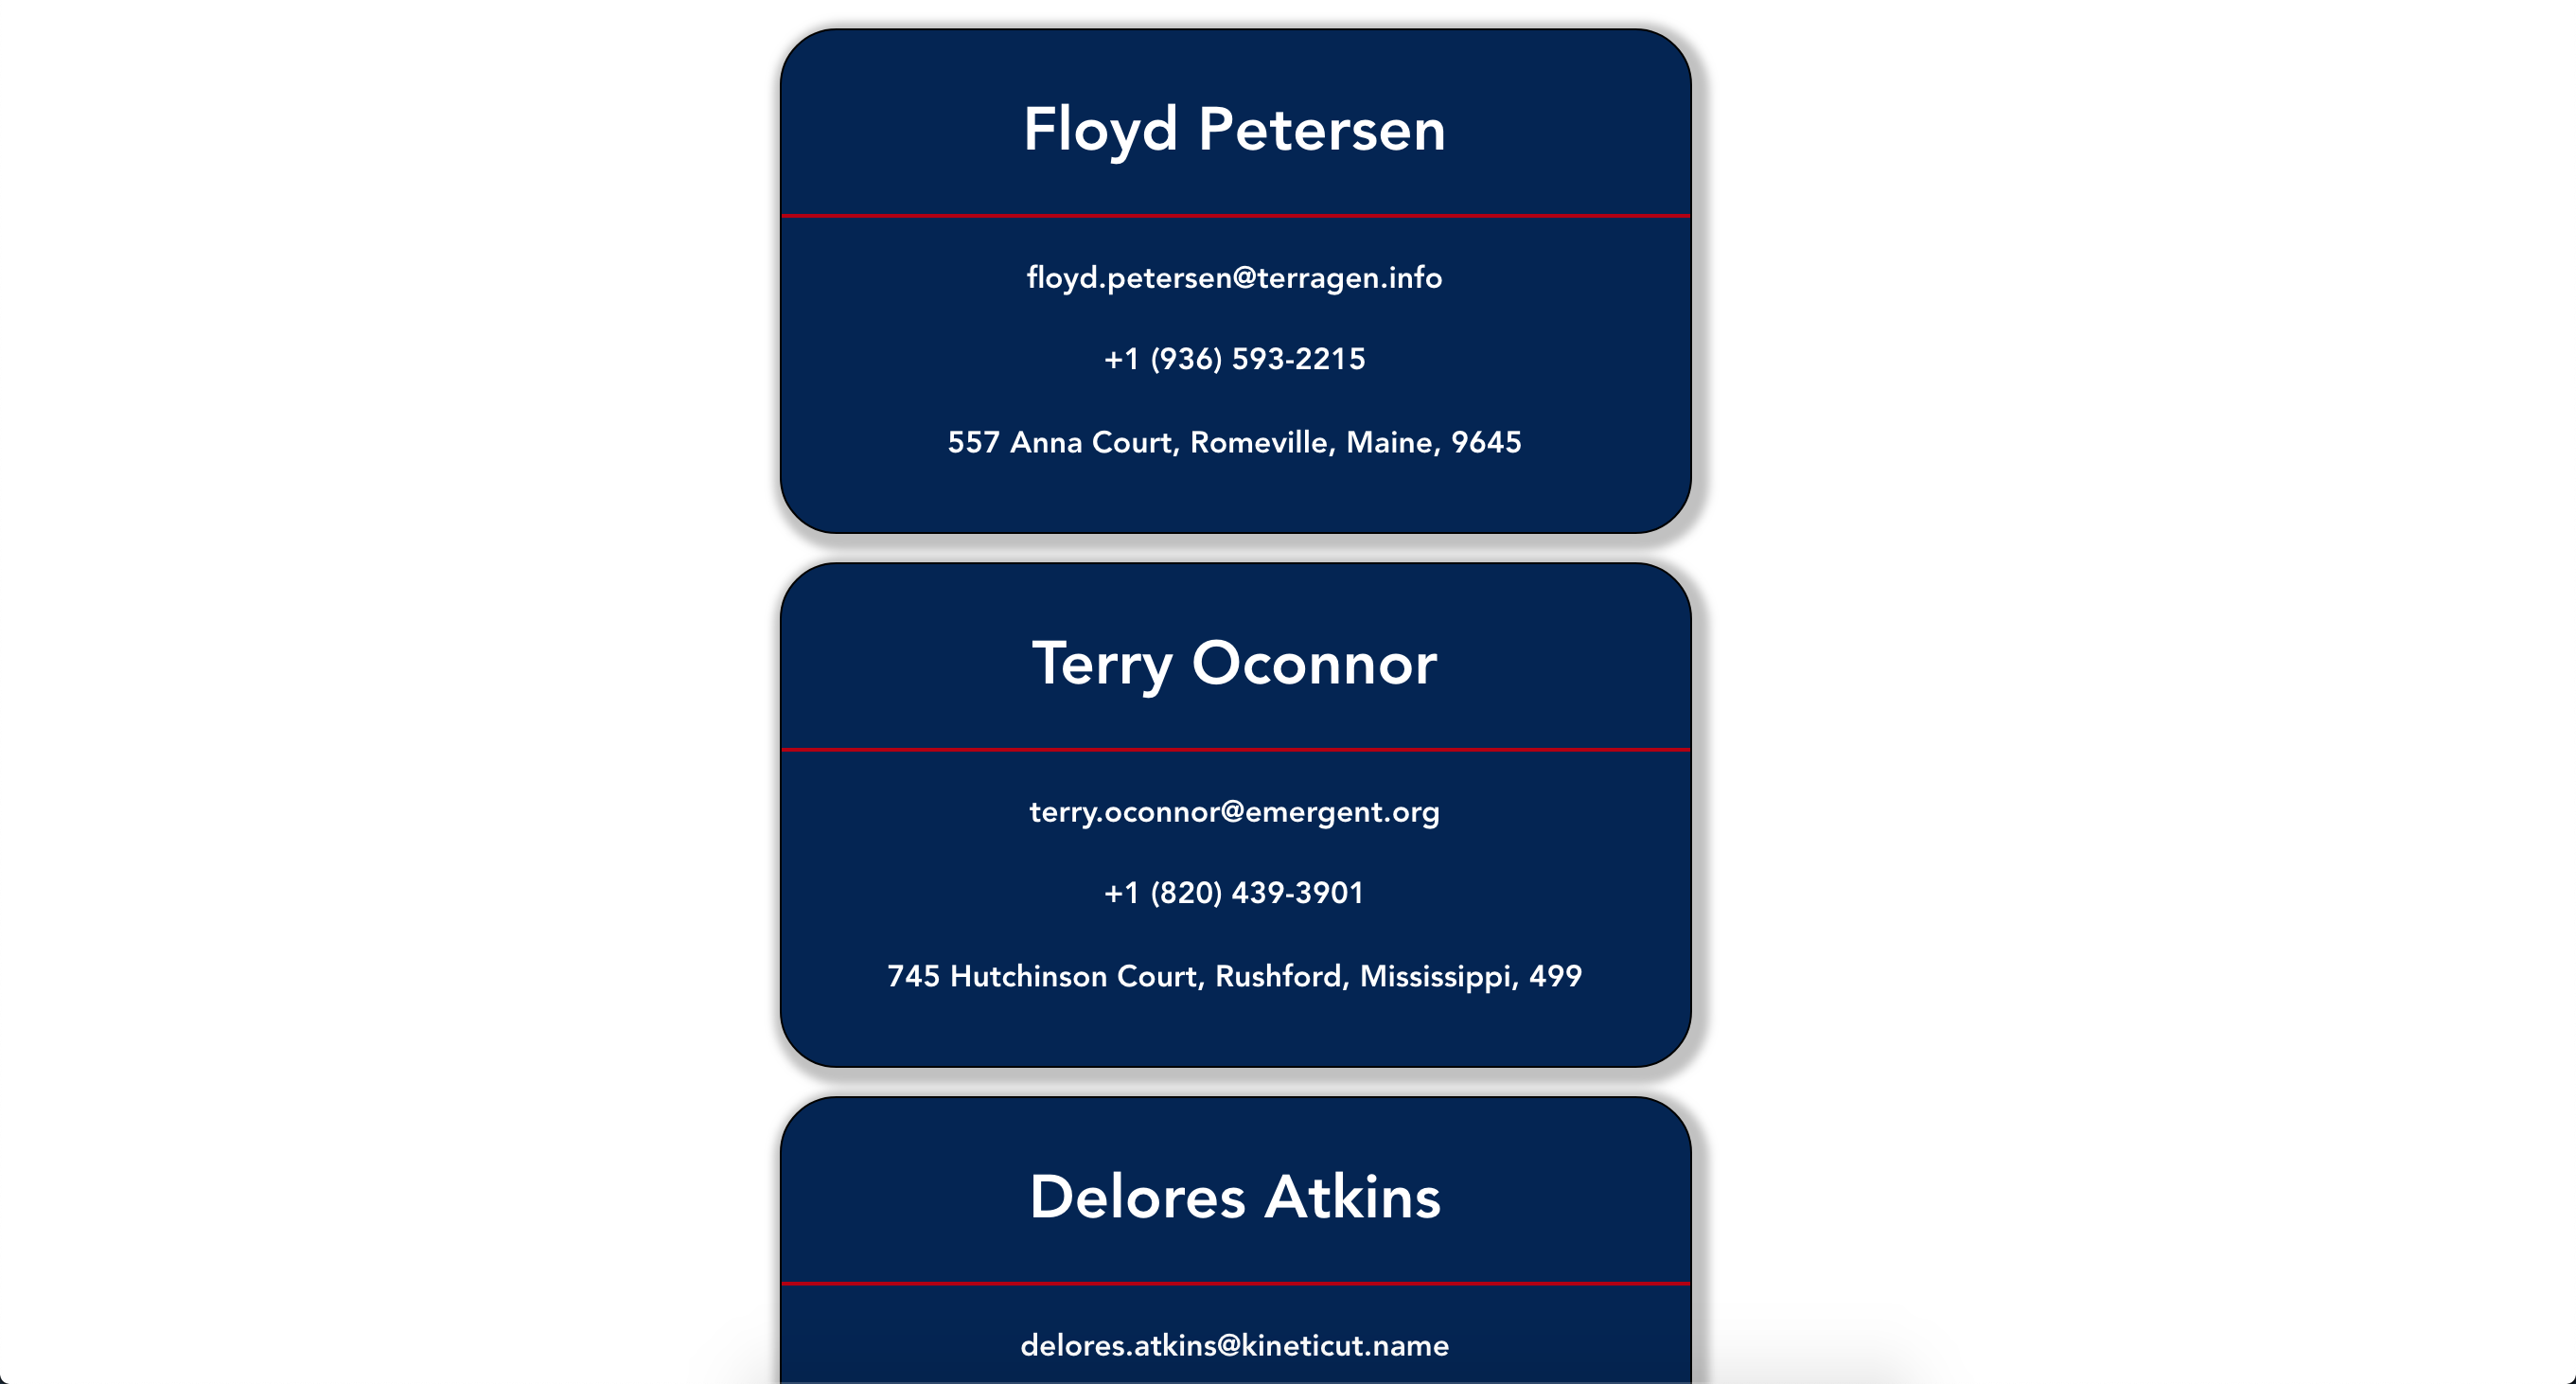 Floyd Petersen
floyd.petersen@terragen.info
+1 (936) 593-2215
557 Anna Court, Romeville, Maine, 9645
Terry Oconnor
terry.oconnor@emergent.org
+1 (820) 439-3901
745 Hutchinson Court, Rushford, Mississippi, 499
Delores Atkins
delores.atkins@kineticut.name